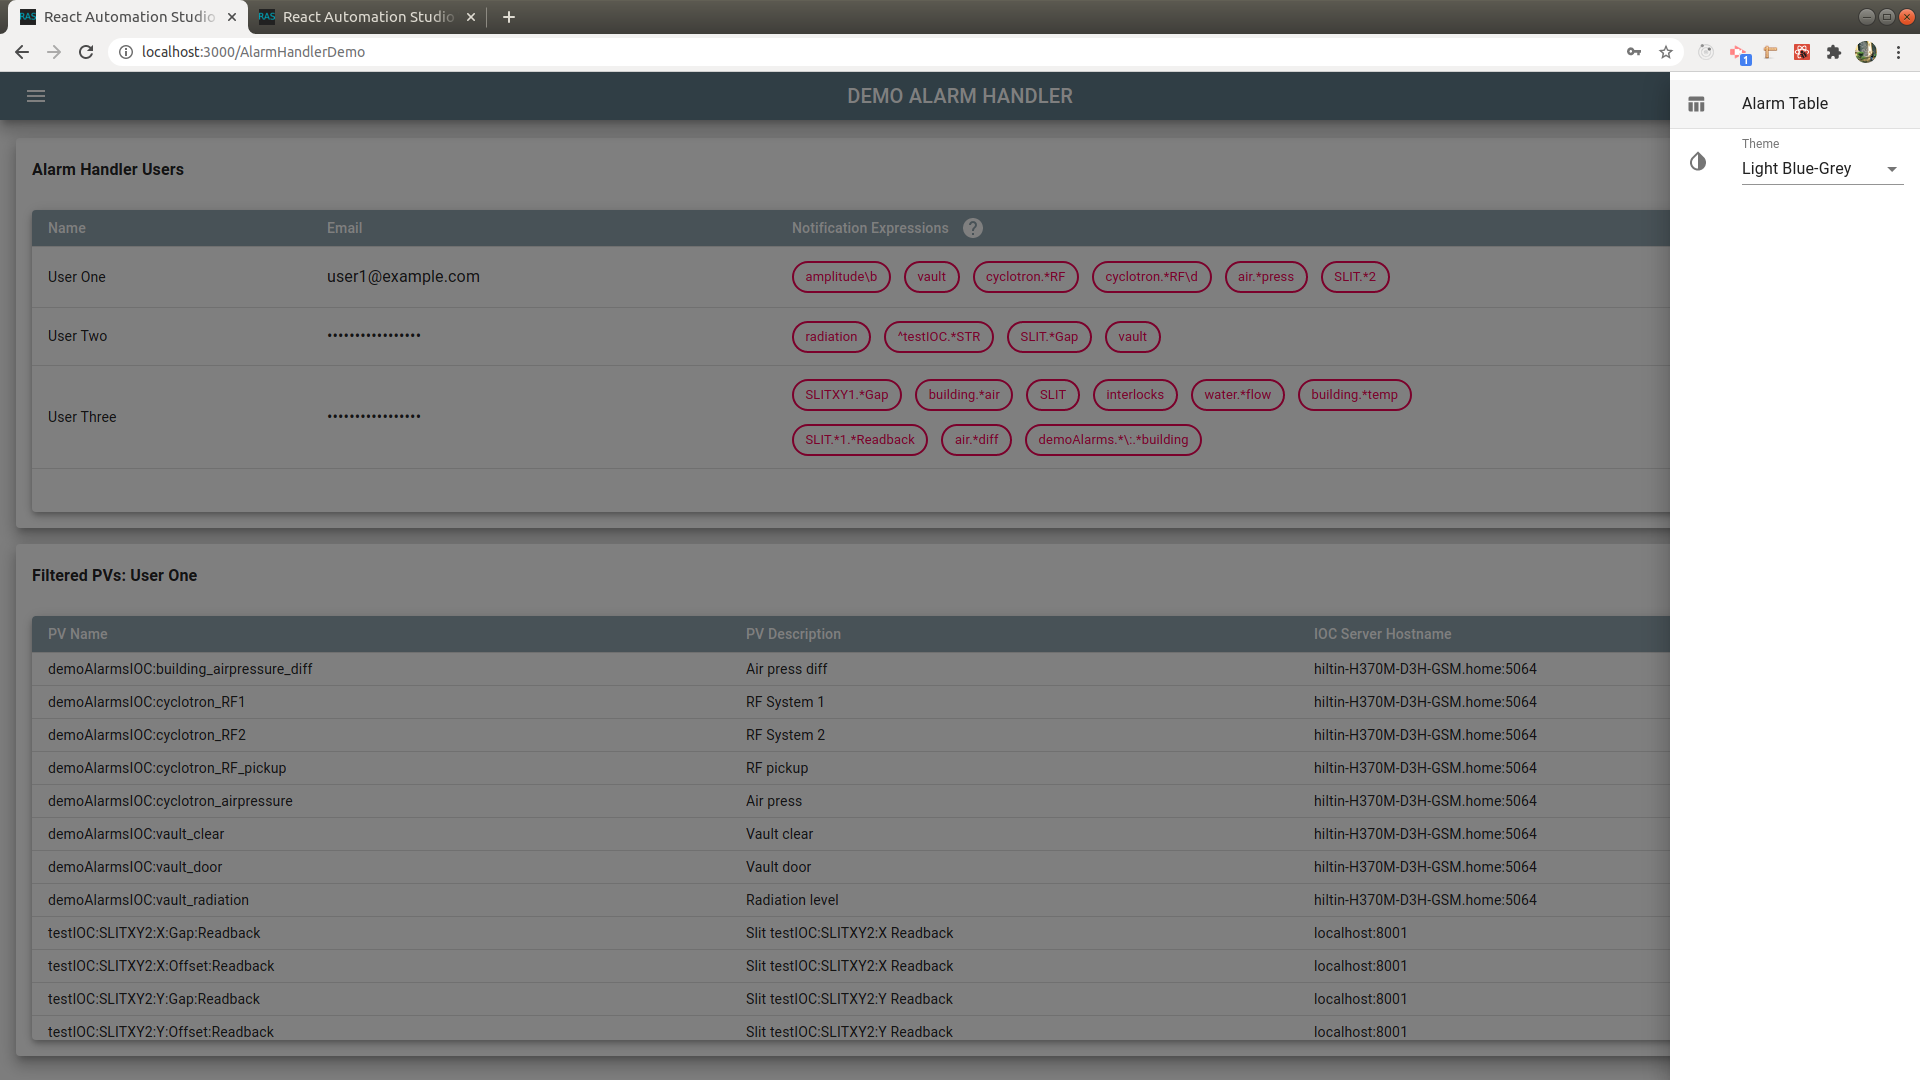 React Automation Studio
React Automation Studio
localhost:3000/AlarmHandlerDemo
1
DEMO ALARM HANDLER
Alarm Table
Theme
Light Blue-Grey
Alarm Handler Users
Name Email Notification Expressions ?
User One user1@example.com amplitude\b vault cyclotron.*RF cyclotron.*RF\d air.*press SLIT.*2
User Two ••••••••••••••••• radiation ^testIOC.*STR SLIT.*Gap vault
User Three ••••••••••••••••• SLITXY1.*Gap building.*air SLIT interlocks water.*flow building.*temp
SLIT.*1.*Readback air.*diff demoAlarms.*\:.*building
Filtered PVs: User One
PV Name PV Description IOC Server Hostname
demoAlarmsIOC:building_airpressure_diff Air press diff hiltin-H370M-D3H-GSM.home:5064
demoAlarmsIOC:cyclotron_RF1 RF System 1 hiltin-H370M-D3H-GSM.home:5064
demoAlarmsIOC:cyclotron_RF2 RF System 2 hiltin-H370M-D3H-GSM.home:5064
demoAlarmsIOC:cyclotron_RF_pickup RF pickup hiltin-H370M-D3H-GSM.home:5064
demoAlarmsIOC:cyclotron_airpressure Air press hiltin-H370M-D3H-GSM.home:5064
demoAlarmsIOC:vault_clear Vault clear hiltin-H370M-D3H-GSM.home:5064
demoAlarmsIOC:vault_door Vault door hiltin-H370M-D3H-GSM.home:5064
demoAlarmsIOC:vault_radiation Radiation level hiltin-H370M-D3H-GSM.home:5064
testIOC:SLITXY2:X:Gap:Readback Slit testIOC:SLITXY2:X Readback localhost:8001
testIOC:SLITXY2:X:Offset:Readback Slit testIOC:SLITXY2:X Readback localhost:8001
testIOC:SLITXY2:Y:Gap:Readback Slit testIOC:SLITXY2:Y Readback localhost:8001
testIOC:SLITXY2:Y:Offset:Readback Slit testIOC:SLITXY2:Y Readback localhost:8001